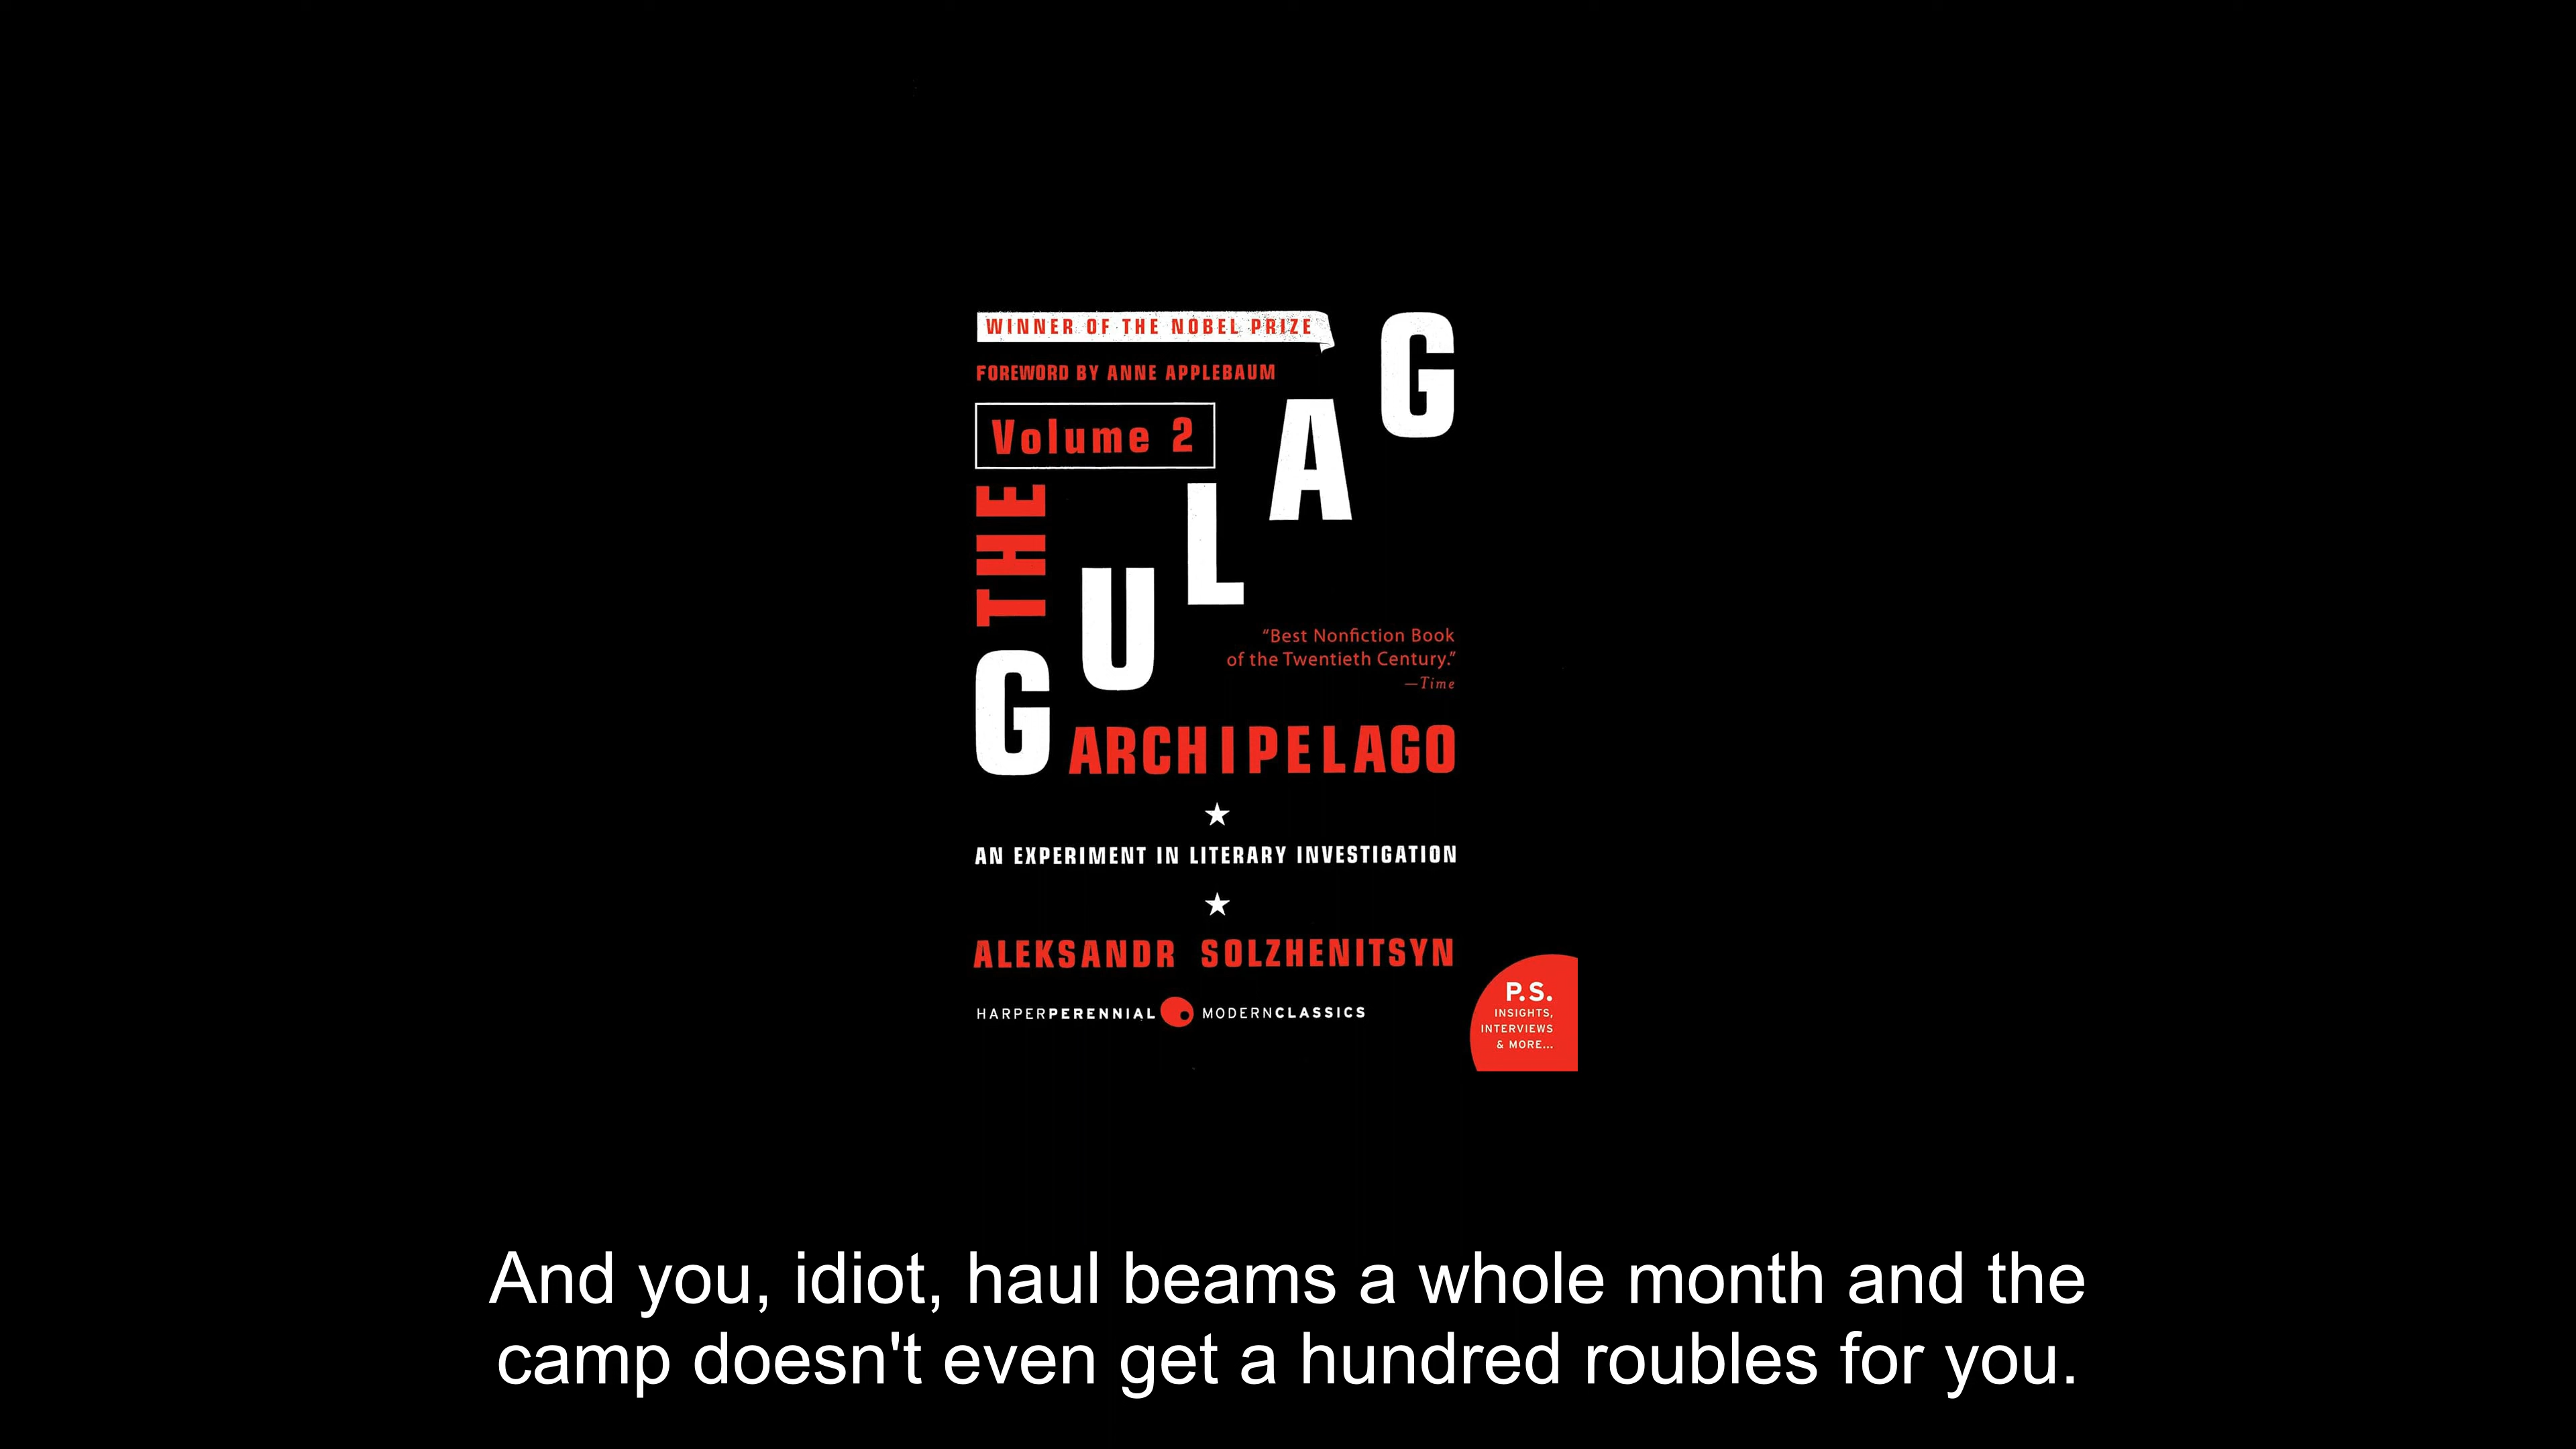 WINNER OF THE NOBEL PRIZE
FOREWORD BY ANNE APPLEBAUM
Volume 2
THE
GULAG
"Best Nonfiction Book
of the Twentieth Century."
—Time
ARCHIPELAGO
AN EXPERIMENT IN LITERARY INVESTIGATION
ALEKSANDR SOLZHENITSYN
HARPERPERENNIAL MODERNCLASSICS
P.S.
INSIGHTS,
INTERVIEWS
& MORE...
And you, idiot, haul beams a whole month and the
camp doesn't even get a hundred roubles for you.